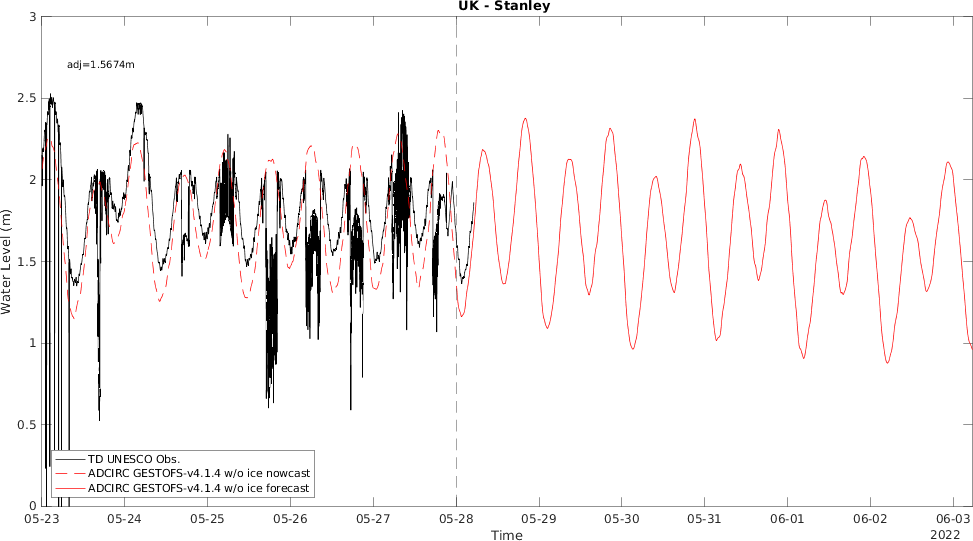 UK - Stanley
adj=1.5674m
Water Level (m)
3
2.5
2
1.5
1
0.5
0
TD UNESCO Obs.
ADCIRC GESTOFS-v4.1.4 w/o ice nowcast
ADCIRC GESTOFS-v4.1.4 w/o ice forecast
05-23 05-24 05-25 05-26 05-27 05-28 05-29 05-30 05-31 06-01 06-02 06-03
Time
2022